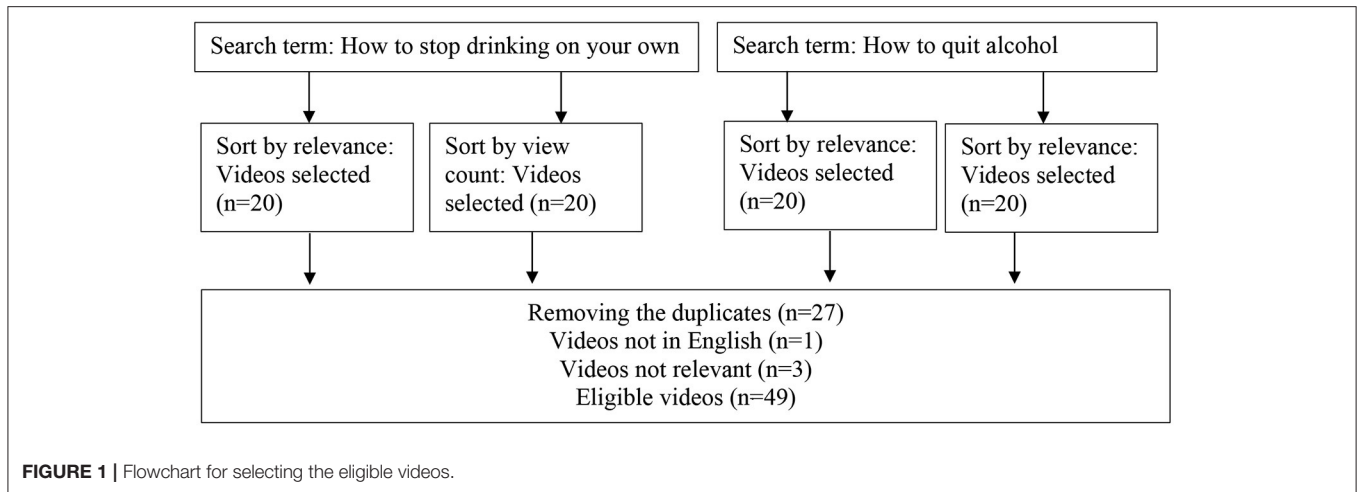 Search term: How to stop drinking on your own
Search term: How to quit alcohol
Sort by relevance:
Videos selected
(n=20)
Sort by view
count: Videos
selected (n=20)
Sort by relevance:
Videos selected
(n=20)
Sort by relevance:
Videos selected
(n=20)
Removing the duplicates (n=27)
Videos not in English (n=1)
Videos not relevant (n=3)
Eligible videos (n=49)
FIGURE 1 | Flowchart for selecting the eligible videos.